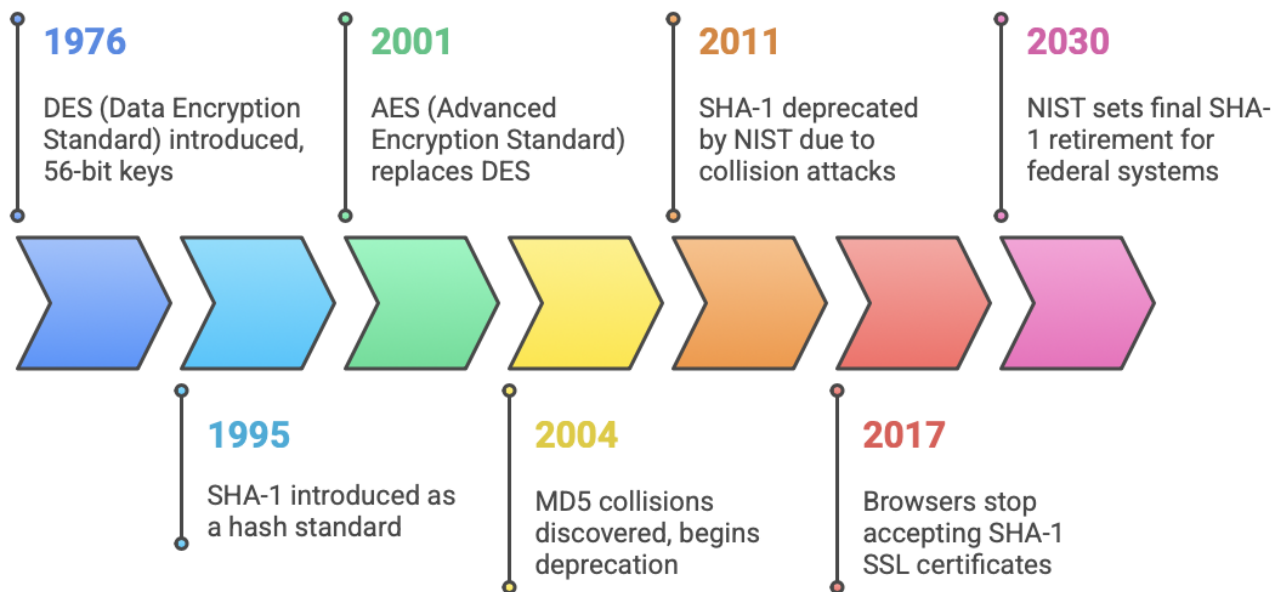 1976
DES (Data Encryption
Standard) introduced,
56-bit keys
1995
SHA-1 introduced as
a hash standard
2001
AES (Advanced
Encryption Standard)
replaces DES
2004
MD5 collisions
discovered, begins
deprecation
2011
SHA-1 deprecated
by NIST due to
collision attacks
2017
Browsers stop
accepting SHA-1
SSL certificates
2030
NIST sets final SHA-
1 retirement for
federal systems